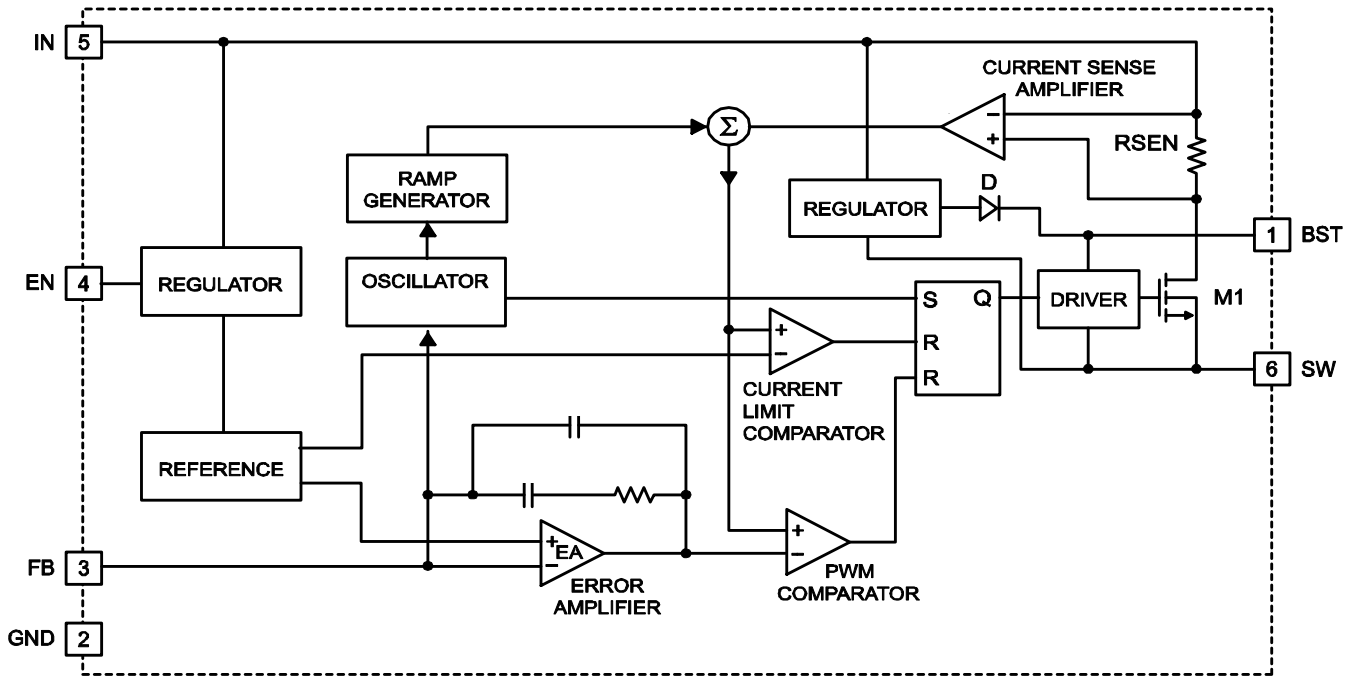 IN 5
CURRENT SENSE
AMPLIFIER
− +
Σ
RSEN
RAMP
GENERATOR
D
REGULATOR
1 BST
EN 4
REGULATOR
OSCILLATOR
S Q
R
R
DRIVER
M1
+ −
6 SW
CURRENT
LIMIT
COMPARATOR
REFERENCE
+ −
EA
+ −
FB 3
ERROR
AMPLIFIER
PWM
COMPARATOR
GND 2